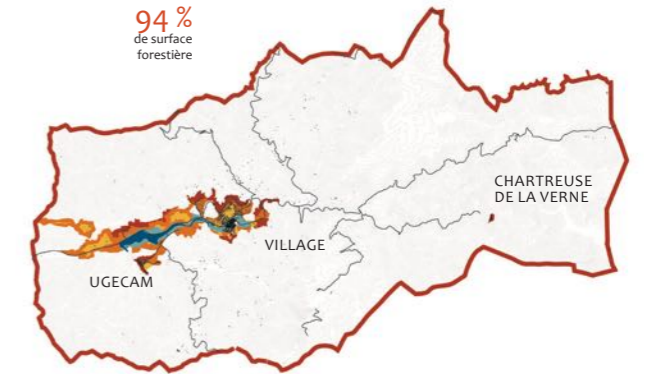 94 %
de surface
forestière
CHARTREUSE
DE LA VERNE
VILLAGE
UGECAM